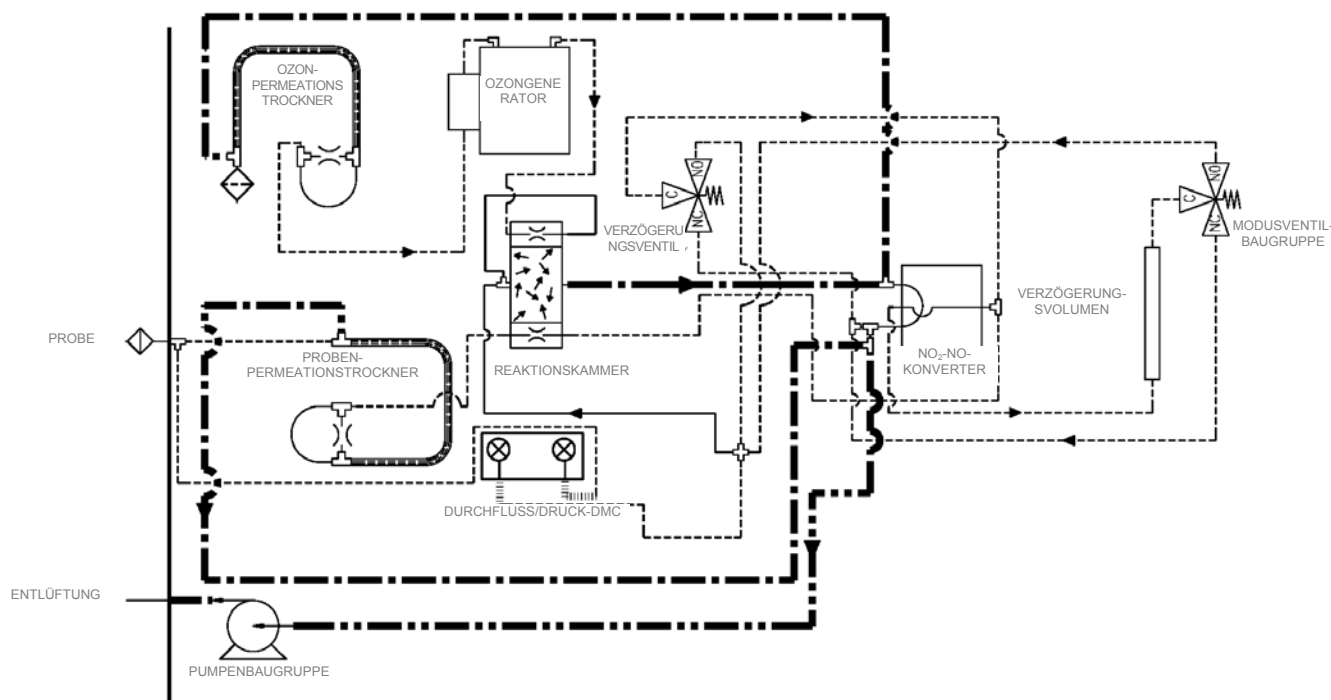 OZON-
PERMEATIONS
TROCKNER
OZONGENE
RATOR
NO
C
NC
VERZÖGERU
NGSVENTIL
NO
C
NC
MODUSVENTIL-
BAUGRUPPE
VERZÖGERUNG-
SVOLUMEN
PROBE
PROBEN-
PERMEATIONSTROCKNER
REAKTIONSKAMMER
NO₂-NO-
KONVERTER
DURCHFLUSS/DRUCK-DMC
ENTLÜFTUNG
PUMPENBAUGRUPPE